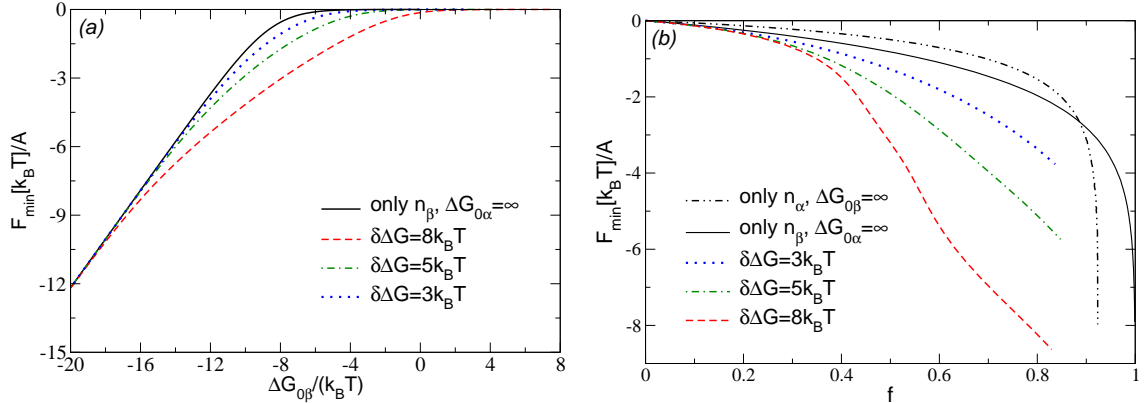 (a)
0
-3
-6
-9
-12
-15
F_min[k_BT]/A
only n_β, ΔG_0α=∞
δΔG=8k_BT
δΔG=5k_BT
δΔG=3k_BT
-20 -16 -12 -8 -4 0 4 8
ΔG_0β/(k_BT)
(b)
0
-2
-4
-6
-8
F_min[k_BT]/A
only n_α, ΔG_0β=∞
only n_β, ΔG_0α=∞
δΔG=3k_BT
δΔG=5k_BT
δΔG=8k_BT
0 0.2 0.4 0.6 0.8 1
f